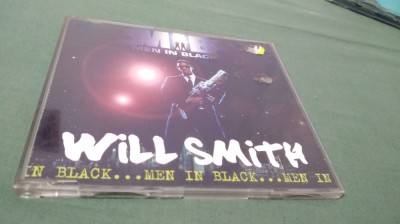 MIB
MEN IN BLACK
WILL SMITH
IN BLACK...MEN IN BLACK...MEN IN